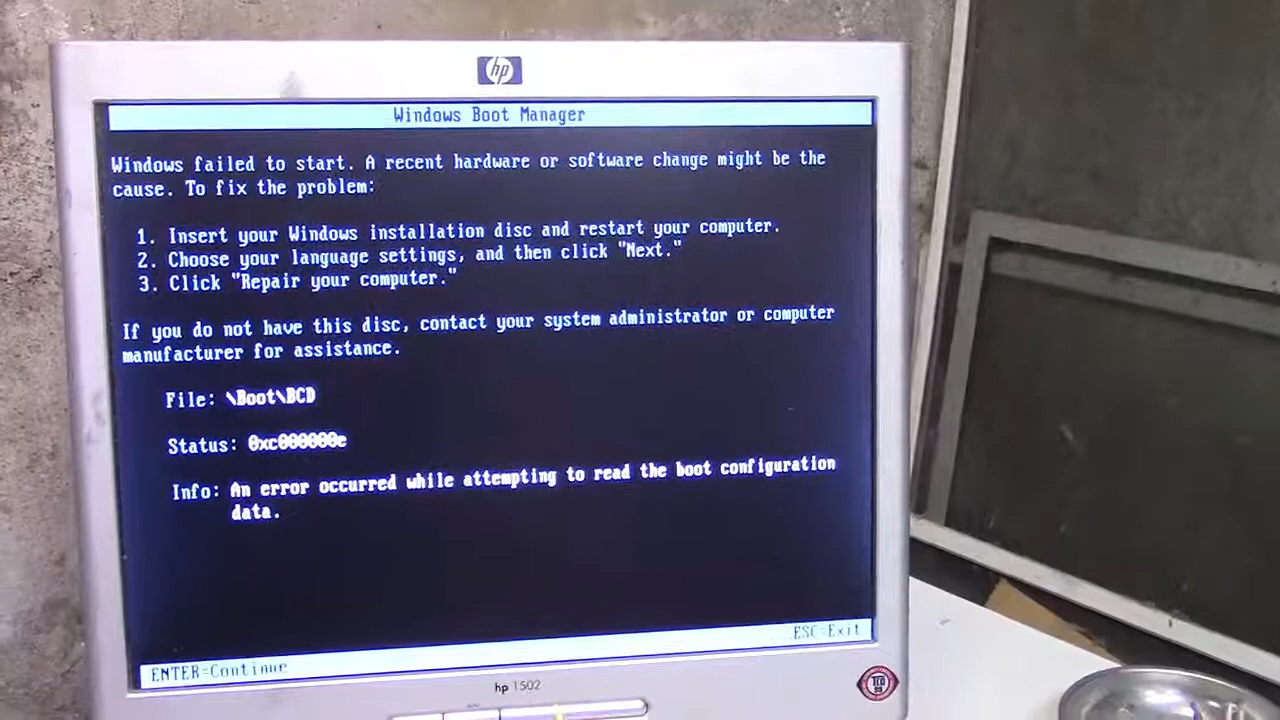 hp
Windows Boot Manager
Windows failed to start. A recent hardware or software change might be the
cause. To fix the problem:
1. Insert your Windows installation disc and restart your computer.
2. Choose your language settings, and then click "Next."
3. Click "Repair your computer."
If you do not have this disc, contact your system administrator or computer
manufacturer for assistance.
File: \Boot\BCD
Status: 0xc000000e
Info: An error occurred while attempting to read the boot configuration
data.
ENTER=Continue ESC=Exit
hp 1502
TCO
99